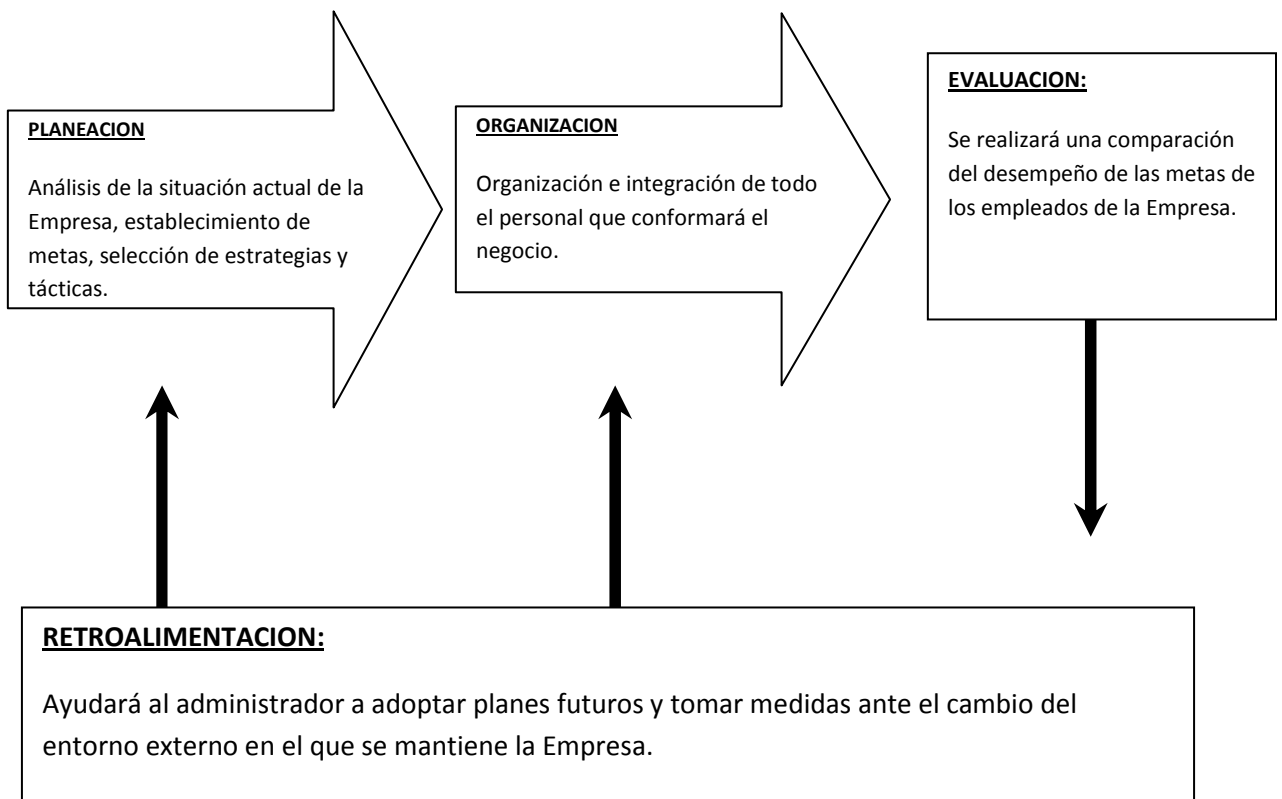 PLANEACION
Análisis de la situación actual de la
Empresa, establecimiento de
metas, selección de estrategias y
tácticas.
ORGANIZACION
Organización e integración de todo
el personal que conformará el
negocio.
EVALUACION:
Se realizará una comparación
del desempeño de las metas de
los empleados de la Empresa.
RETROALIMENTACION:
Ayudará al administrador a adoptar planes futuros y tomar medidas ante el cambio del
entorno externo en el que se mantiene la Empresa.